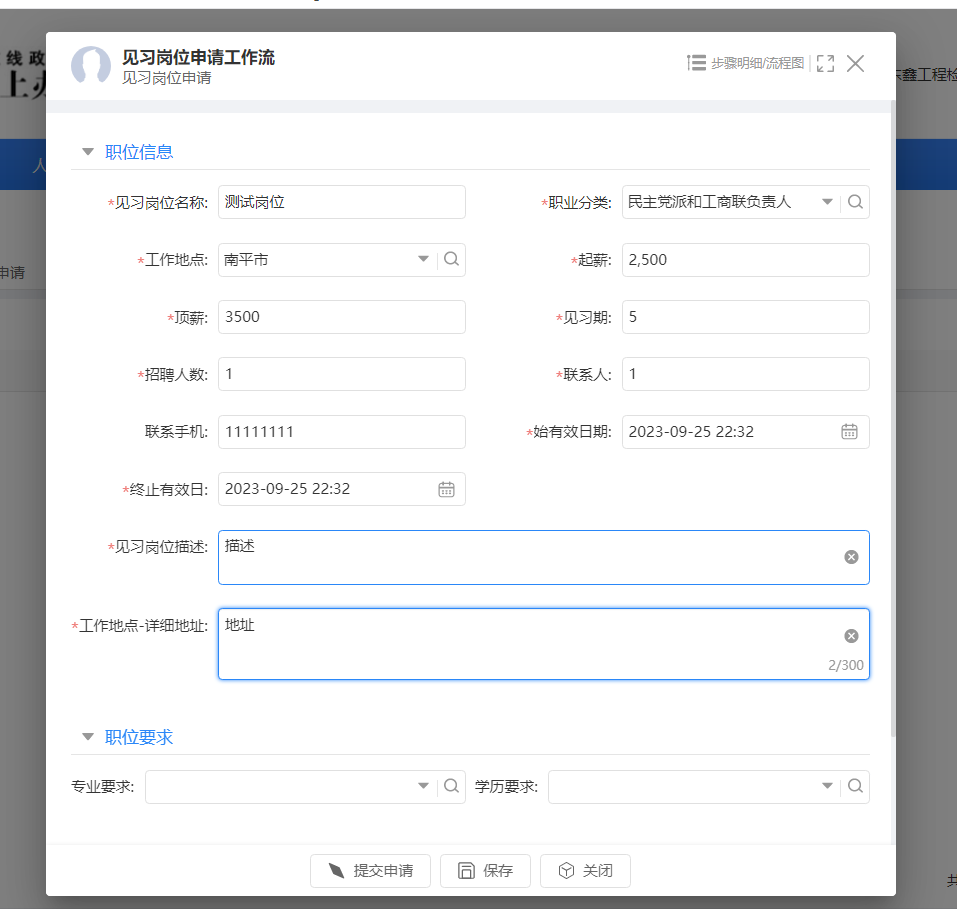 线政
上办
东鑫工程检
人
申请
共
见习岗位申请工作流
见习岗位申请
步骤明细/流程图
职位信息
*见习岗位名称: 测试岗位 *职业分类: 民主党派和工商联负责人
*工作地点: 南平市 *起薪: 2,500
*顶薪: 3500 *见习期: 5
*招聘人数: 1 *联系人: 1
联系手机: 11111111 *始有效日期: 2023-09-25 22:32
*终止有效日: 2023-09-25 22:32
*见习岗位描述: 描述
*工作地点-详细地址: 地址
2/300
职位要求
专业要求: 学历要求:
提交申请 保存 关闭